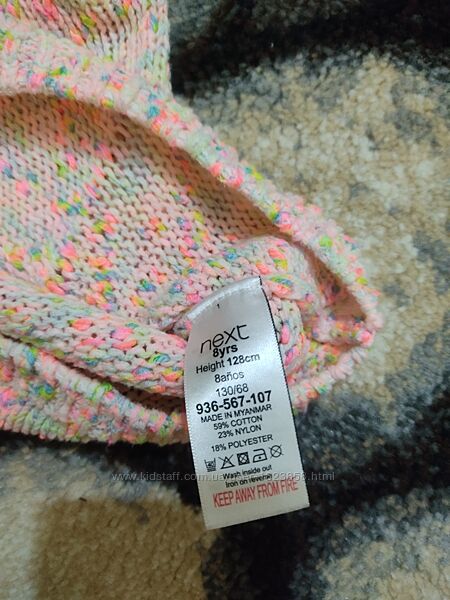 1
next
8yrs
Height 128cm
8años
130/68
936-567-107
MADE IN MYANMAR
59% COTTON
23% NYLON
18% POLYESTER
Wash inside out
Iron on reverse
KEEP AWAY FROM FIRE